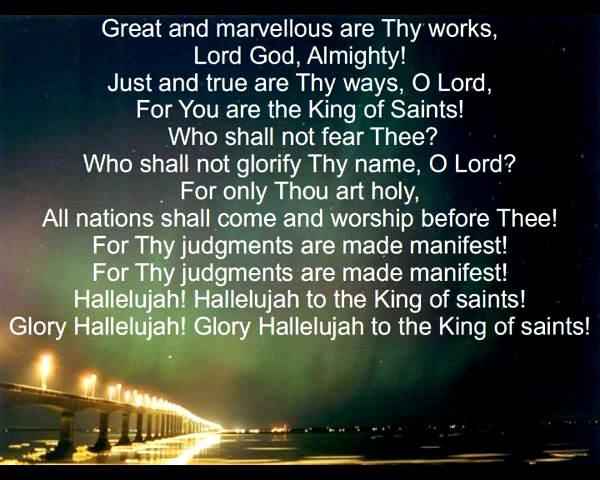 Great and marvellous are Thy works,
Lord God, Almighty!
Just and true are Thy ways, O Lord,
For You are the King of Saints!
Who shall not fear Thee?
Who shall not glorify Thy name, O Lord?
For only Thou art holy,
All nations shall come and worship before Thee!
For Thy judgments are made manifest!
For Thy judgments are made manifest!
Hallelujah! Hallelujah to the King of saints!
Glory Hallelujah! Glory Hallelujah to the King of saints!